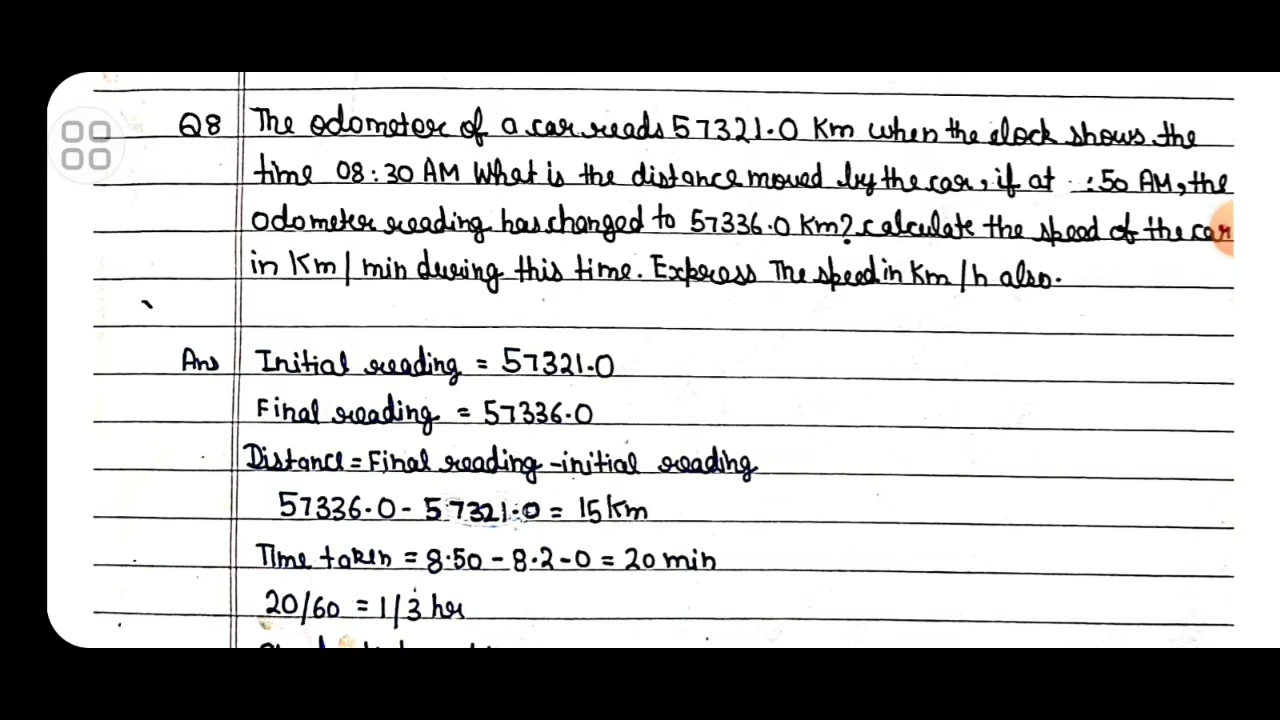 Q8 The odometer of a car reads 57321.0 Km when the clock shows the
time 08:30 AM What is the distance moved by the car, if at :50 AM, the
odometer reading has changed to 57336.0 Km? calculate the speed of the car
in Km/min during this time. Express The speed in Km/h also.
Ans Initial reading = 57321.0
Final reading = 57336.0
Distance = Final reading - initial reading
57336.0 - 57321.0 = 15 Km
Time taken = 8.50 - 8.2-0 = 20 min
20/60 = 1/3 hr